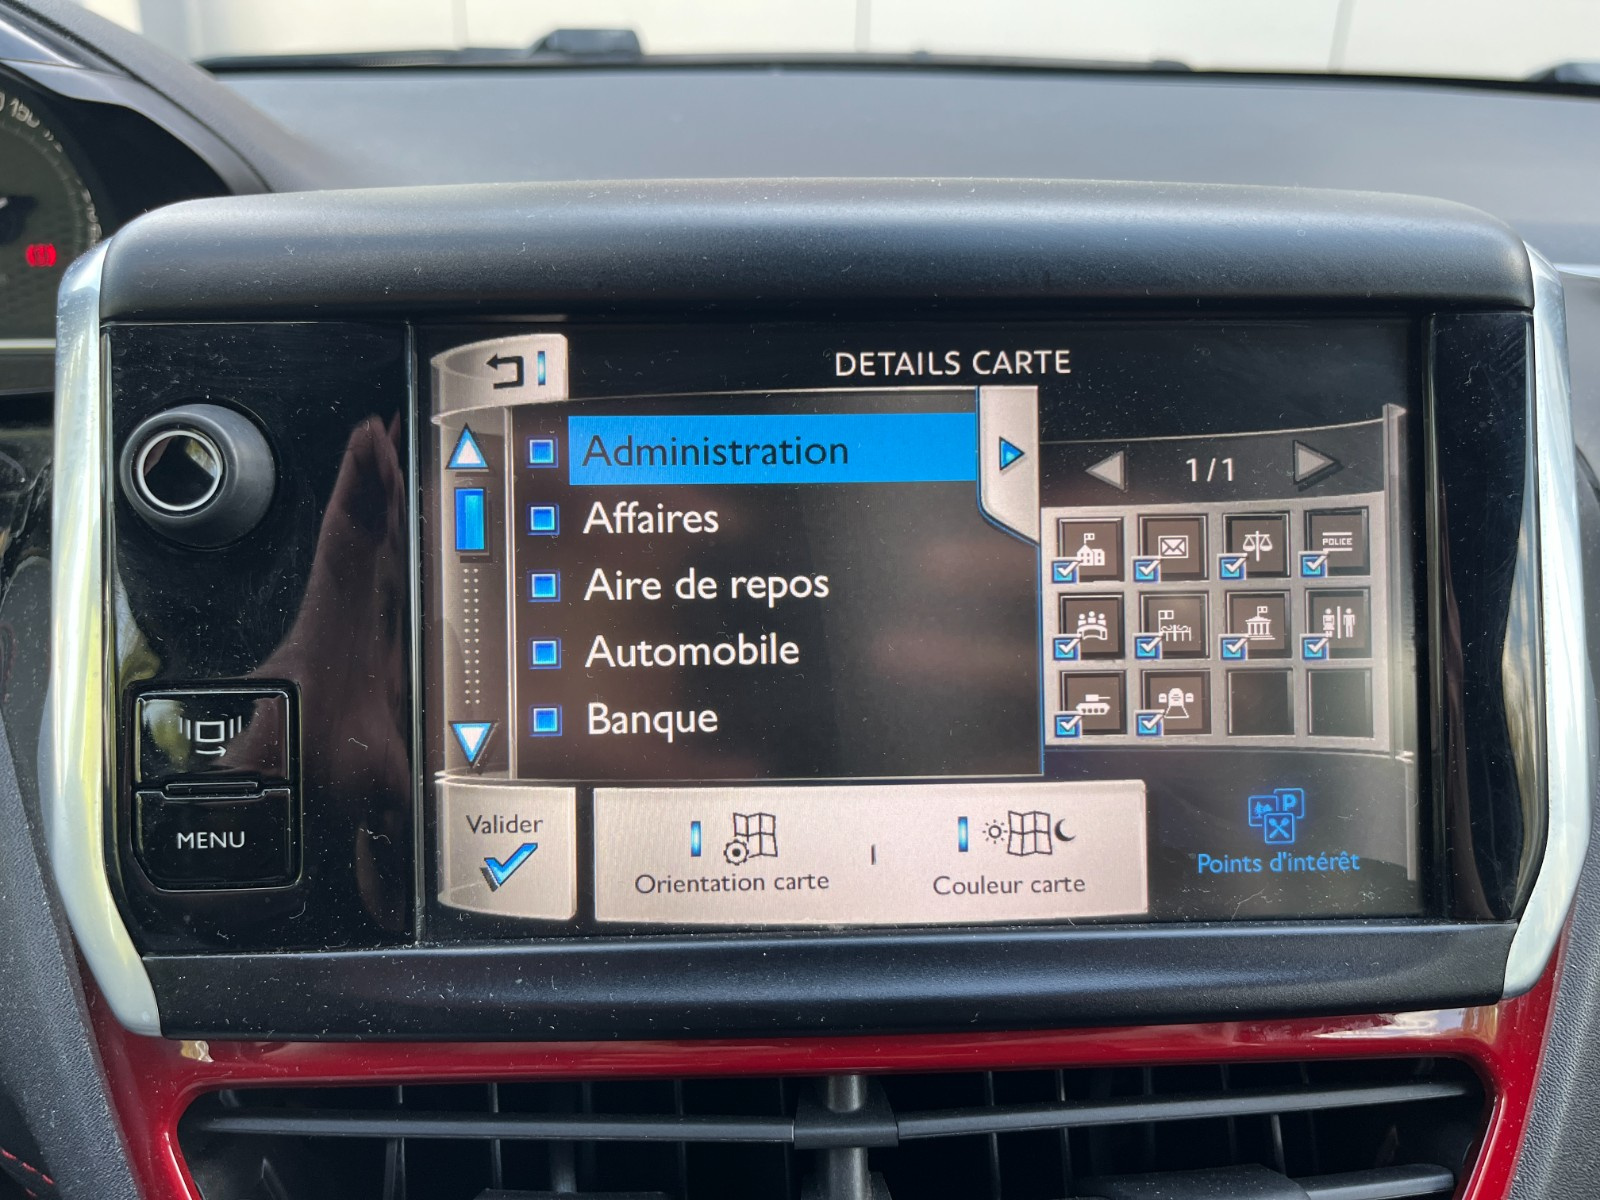 150
DETAILS CARTE
Administration
1/1
Affaires
POLICE
Aire de repos
Automobile
Banque
MENU
Valider
Orientation carte
Couleur carte
P
Points d'intérêt